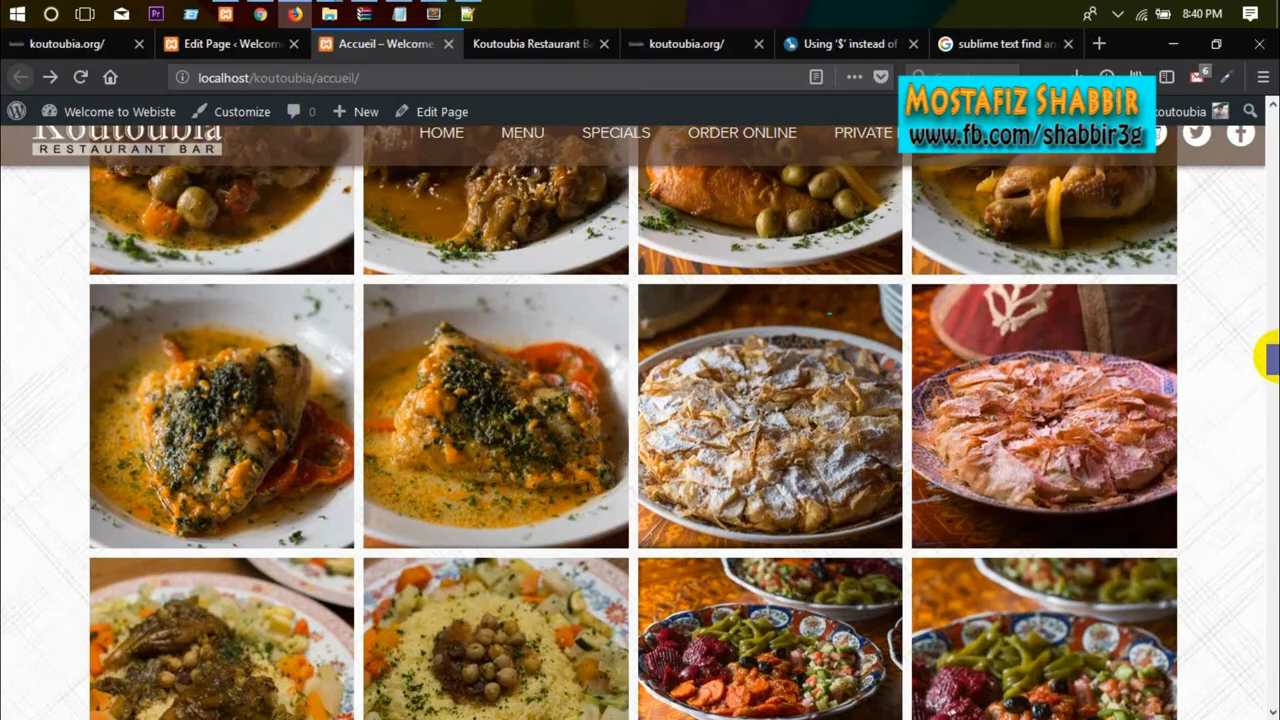 8:40 PM
koutoubia.org/
Edit Page ‹ Welcom
Accueil – Welcome
Koutoubia Restaurant B
koutoubia.org/
Using '$' instead of
sublime text find an
localhost/koutoubia/accueil/
6
Welcome to Webiste
Customize
0
New
Edit Page
MOSTAFIZ SHABBIR
www.fb.com/shabbir3g
koutoubia
Koutoubia
RESTAURANT BAR
HOME
MENU
SPECIALS
ORDER ONLINE
PRIVATE